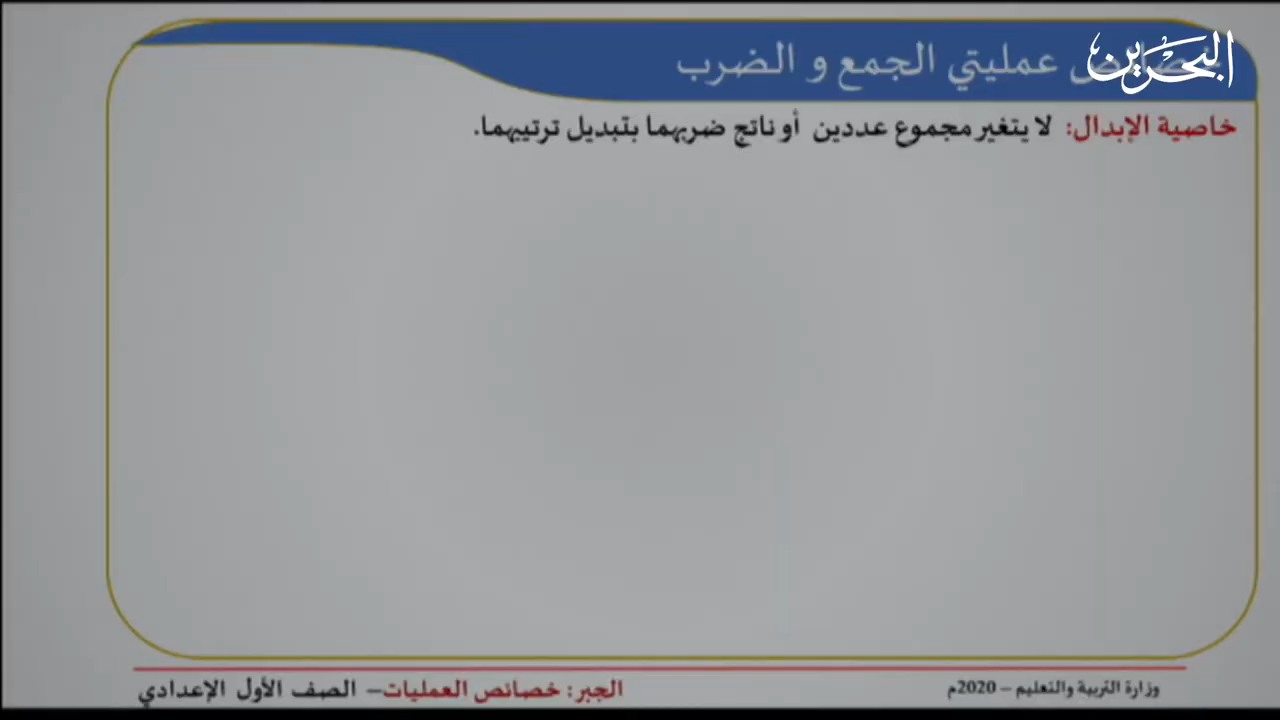 البحرين
عمليتي الجمع و الضرب
خاصية الإبدال: لا يتغير مجموع عددين أو ناتج ضربهما بتبديل ترتيبهما.
وزارة التربية والتعليم – 2020م
الجبر: خصائص العمليات– الصف الأول الإعدادي